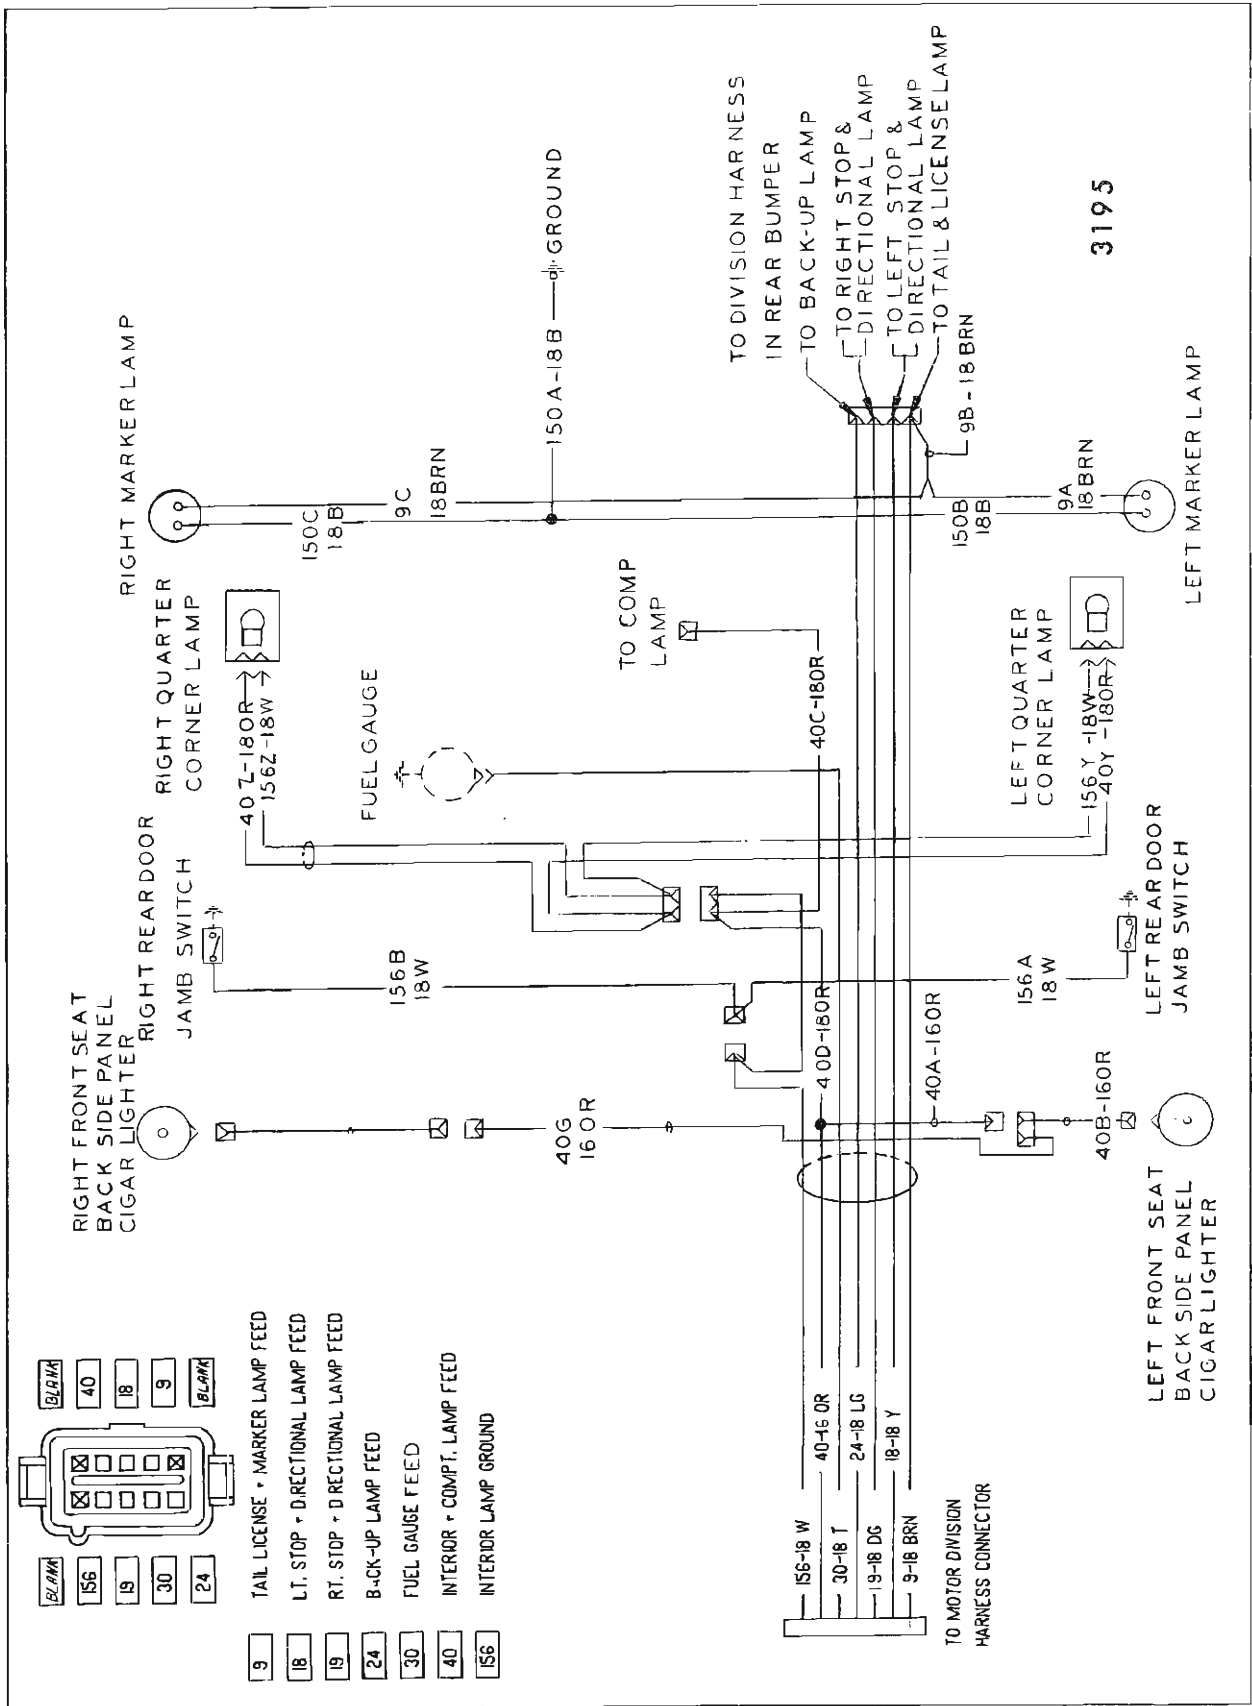 RIGHT FRONT SEAT
BACK SIDE PANEL
CIGAR LIGHTER
RIGHT REAR DOOR
JAMB SWITCH
RIGHT QUARTER
CORNER LAMP
RIGHT MARKER LAMP
40Z-18OR
156Z-18W
150C
18B
9C
18BRN
150A-18B
GROUND
FUEL GAUGE
156B
18W
40G
16OR
TO COMP
LAMP
40C-18OR
40D-18OR
40A-16OR
TO DIVISION HARNESS
IN REAR BUMPER
TO BACK-UP LAMP
TO RIGHT STOP &
DIRECTIONAL LAMP
TO LEFT STOP &
DIRECTIONAL LAMP
TO TAIL & LICENSE LAMP
9B-18BRN
150B
18B
9A
18BRN
156A
18W
156Y-18W
40Y-18OR
40B-16OR
LEFT FRONT SEAT
BACK SIDE PANEL
CIGAR LIGHTER
LEFT REAR DOOR
JAMB SWITCH
LEFT QUARTER
CORNER LAMP
LEFT MARKER LAMP
3195
BLANK
156
19
30
24
BLANK
40
18
9
BLANK
9 TAIL LICENSE + MARKER LAMP FEED
18 LT. STOP + DIRECTIONAL LAMP FEED
19 RT. STOP + DIRECTIONAL LAMP FEED
24 BACK-UP LAMP FEED
30 FUEL GAUGE FEED
40 INTERIOR + COMPT. LAMP FEED
156 INTERIOR LAMP GROUND
156-18 W
40-16 OR
30-18 T
24-18 LG
19-18 DG
18-18 Y
9-18 BRN
TO MOTOR DIVISION
HARNESS CONNECTOR